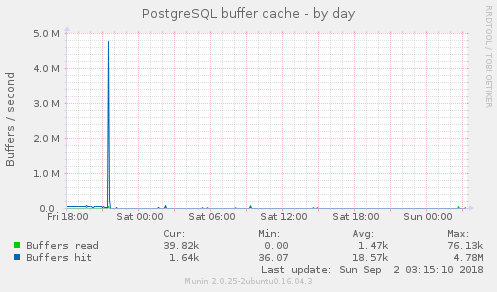 PostgreSQL buffer cache - by day
RRDTOOL / TOBI OETIKER
Buffers / second
5.0 M
4.0 M
3.0 M
2.0 M
1.0 M
0.0
Fri 18:00 Sat 00:00 Sat 06:00 Sat 12:00 Sat 18:00 Sun 00:00
Cur: Min: Avg: Max:
Buffers read 39.82k 0.00 1.47k 76.13k
Buffers hit 1.64k 36.07 18.57k 4.78M
Last update: Sun Sep 2 03:15:10 2018
Munin 2.0.25-2ubuntu0.16.04.3